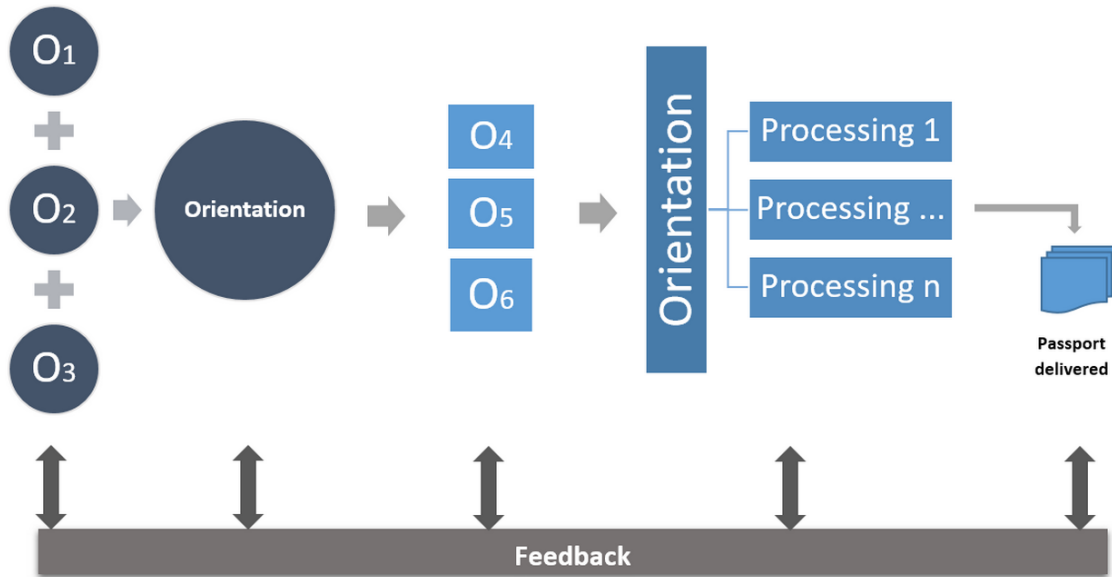 O1
O2
O3
Orientation
O4
O5
O6
Orientation
Processing 1
Processing ...
Processing n
Passport
delivered
Feedback